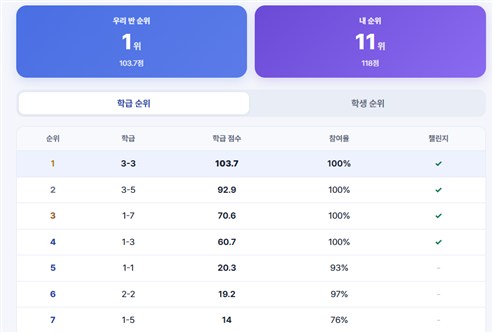 우리 반 순위
1위
103.7점
내 순위
11위
118점
학급 순위
학생 순위
순위 학급 학급 점수 참여율 챌린지
1 3-3 103.7 100% ✓
2 3-5 92.9 100% ✓
3 1-7 70.6 100% ✓
4 1-3 60.7 100% ✓
5 1-1 20.3 93% -
6 2-2 19.2 97% -
7 1-5 14 76% -